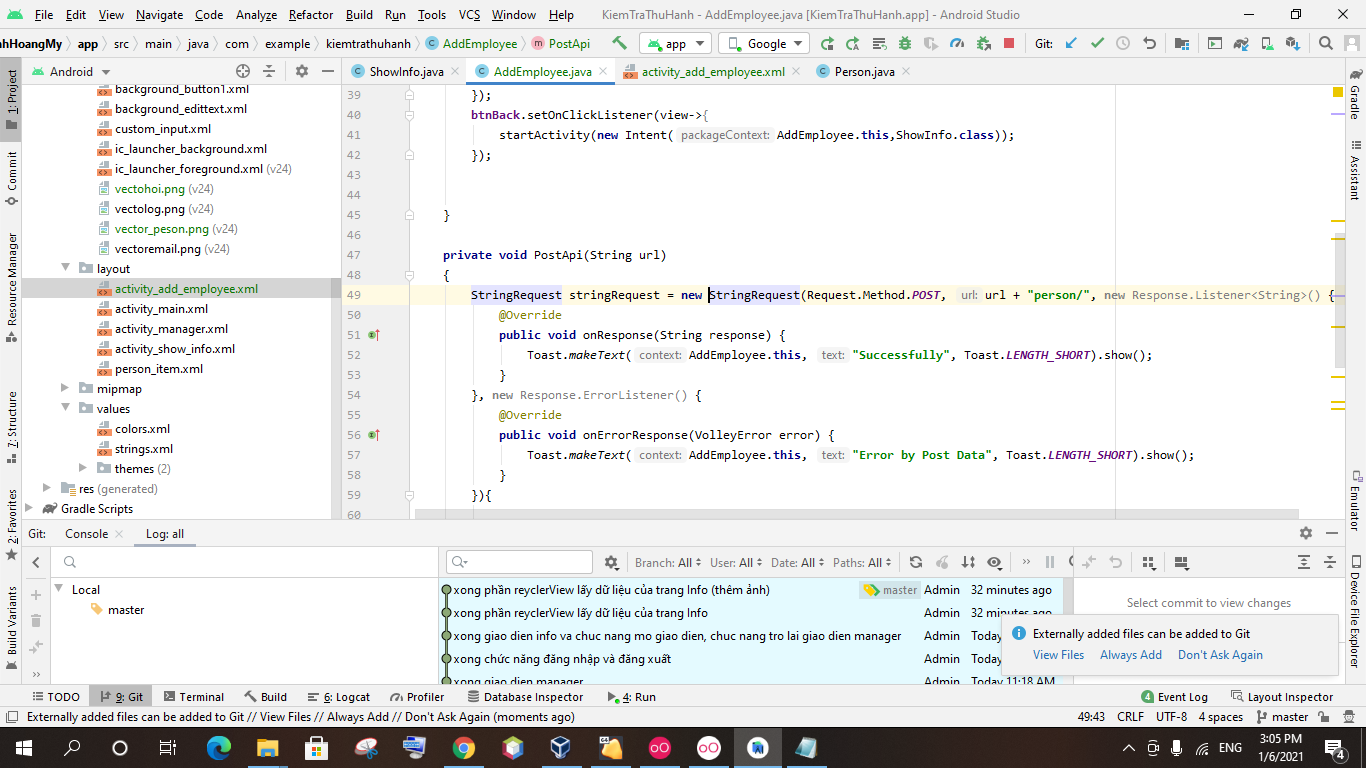 File Edit View Navigate Code Analyze Refactor Build Run Tools VCS Window Help KiemTraThuHanh - AddEmployee.java [KiemTraThuHanh.app] - Android Studio
nhHoangMy app src main java com example kiemtrathuhanh AddEmployee PostApi app Google Git:
Android ShowInfo.java AddEmployee.java activity_add_employee.xml Person.java
1: Project
Commit
Resource Manager
7: Structure
2: Favorites
Build Variants
background_button1.xml
background_edittext.xml
custom_input.xml
ic_launcher_background.xml
ic_launcher_foreground.xml (v24)
vectohoi.png (v24)
vectolog.png (v24)
vector_peson.png (v24)
vectoremail.png (v24)
layout
activity_add_employee.xml
activity_main.xml
activity_manager.xml
activity_show_info.xml
person_item.xml
mipmap
values
colors.xml
strings.xml
themes (2)
res (generated)
Gradle Scripts
39 });
40 btnBack.setOnClickListener(view->{
41 startActivity(new Intent( packageContext: AddEmployee.this,ShowInfo.class));
42 });
43
44
45 }
46
47 private void PostApi(String url)
48 {
49 StringRequest stringRequest = new StringRequest(Request.Method.POST, url: url + "person/", new Response.Listener<String>() {
50 @Override
51 public void onResponse(String response) {
52 Toast.makeText( context: AddEmployee.this, text: "Successfully", Toast.LENGTH_SHORT).show();
53 }
54 }, new Response.ErrorListener() {
55 @Override
56 public void onErrorResponse(VolleyError error) {
57 Toast.makeText( context: AddEmployee.this, text: "Error by Post Data", Toast.LENGTH_SHORT).show();
58 }
59 }){
60
Gradle
Assistant
Emulator
Device File Explorer
Git: Console Log: all
Branch: All User: All Date: All Paths: All
Local
master
xong phần reyclerView lấy dữ liệu của trang Info (thêm ảnh) master Admin 32 minutes ago
xong phần reyclerView lấy dữ liệu của trang Info Admin 32 minutes ago
xong giao dien info va chuc nang mo giao dien, chuc nang tro lai giao dien manager Admin Today
xong chức năng đăng nhập và đăng xuất Admin Today
xong giao dien manager Admin Today 11:18 AM
Select commit to view changes
Externally added files can be added to Git
View Files Always Add Don't Ask Again
TODO 9: Git Terminal Build 6: Logcat Profiler Database Inspector 4: Run 4 Event Log Layout Inspector
Externally added files can be added to Git // View Files // Always Add // Don't Ask Again (moments ago) 49:43 CRLF UTF-8 4 spaces master
ENG
3:05 PM
1/6/2021
4